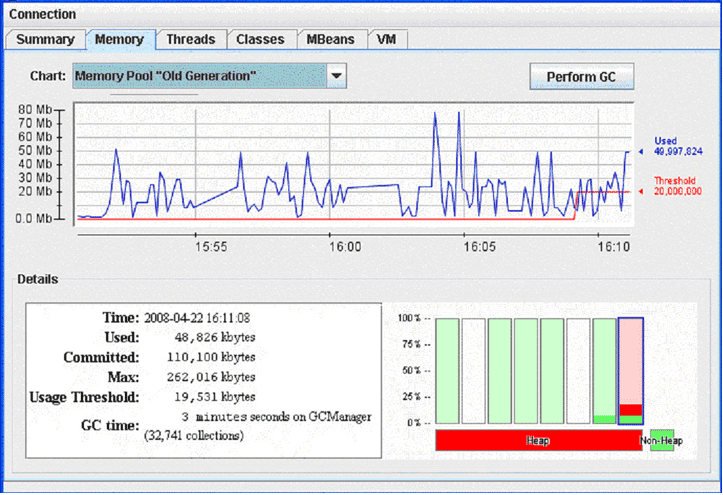 Connection
Summary Memory Threads Classes MBeans VM
Chart: Memory Pool "Old Generation" Perform GC
80 Mb
70 Mb
60 Mb
50 Mb
40 Mb
30 Mb
20 Mb
0.0 Mb
Used
49,997,824
Threshold
20,000,000
15:55 16:00 16:05 16:10
Details
Time: 2008-04-22 16:11:08
Used: 48,826 kbytes
Committed: 110,100 kbytes
Max: 262,016 kbytes
Usage Threshold: 19,531 kbytes
GC time: 3 minutes seconds on GCManager
(32,741 collections)
100% --
75% --
50% --
25% --
0% --
Heap Non-Heap